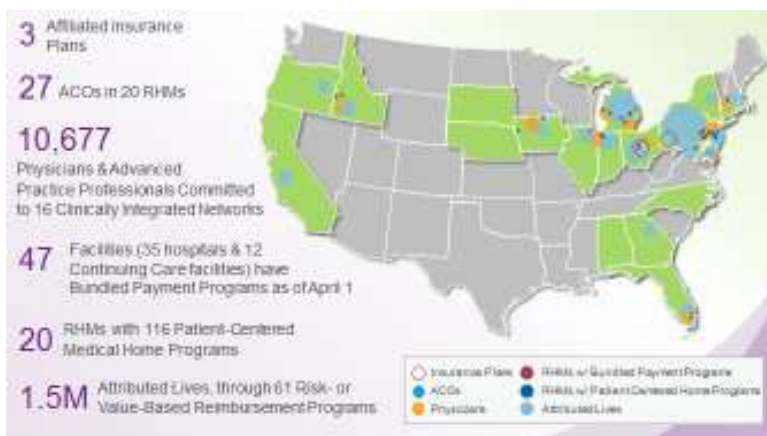 3 Affiliated Insurance
Plans
27 ACOs in 20 RHMs
10,677
Physicians & Advanced
Practice Professionals Committed
to 16 Clinically Integrated Networks
47 Facilities (35 hospitals & 12
Continuing Care facilities) have
Bundled Payment Programs as of April 1
20 RHMs with 116 Patient-Centered
Medical Home Programs
1.5M Attributed Lives, through 61 Risk- or
Value-Based Reimbursement Programs
Insurance Plans
ACOs
Physicians
RHMs w/ Bundled Payment Programs
RHMs w/ Patient Centered Home Programs
Attributed Lives